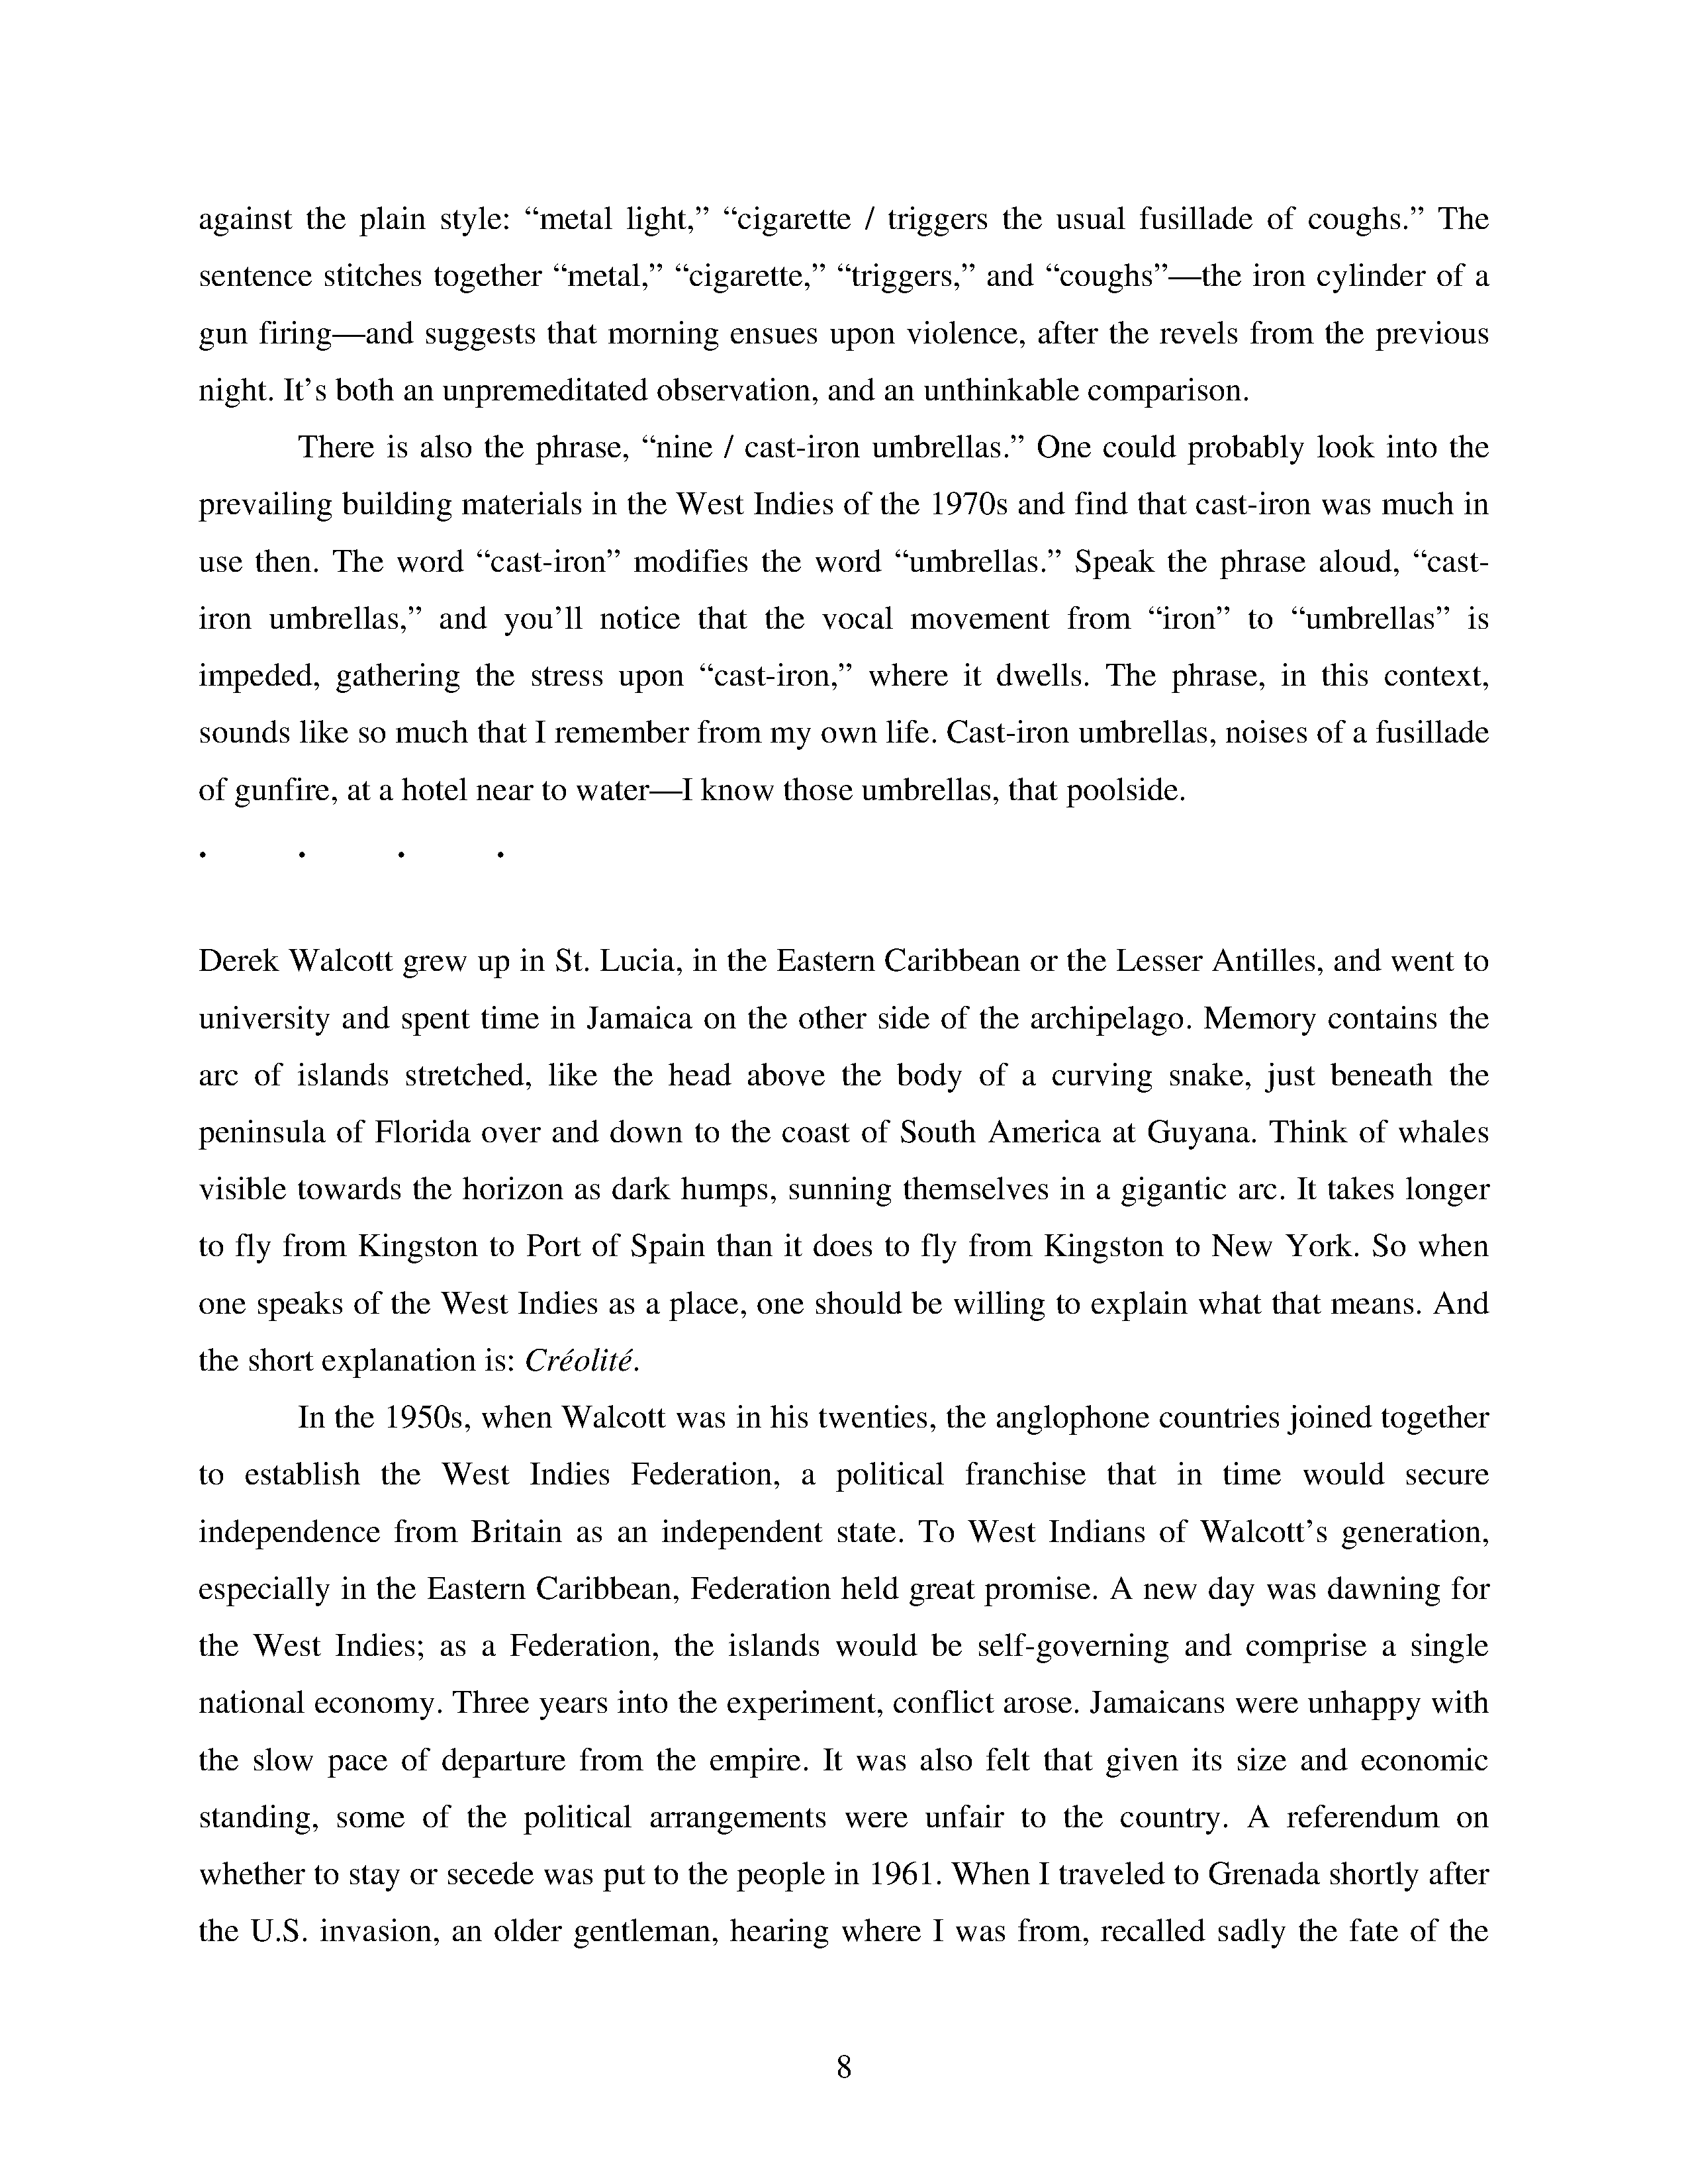 against the plain style: “metal light,” “cigarette / triggers the usual fusillade of coughs.” The
sentence stitches together “metal,” “cigarette,” “triggers,” and “coughs”—the iron cylinder of a
gun firing—and suggests that morning ensues upon violence, after the revels from the previous
night. It’s both an unpremeditated observation, and an unthinkable comparison.
There is also the phrase, “nine / cast-iron umbrellas.” One could probably look into the
prevailing building materials in the West Indies of the 1970s and find that cast-iron was much in
use then. The word “cast-iron” modifies the word “umbrellas.” Speak the phrase aloud, “cast-
iron umbrellas,” and you’ll notice that the vocal movement from “iron” to “umbrellas” is
impeded, gathering the stress upon “cast-iron,” where it dwells. The phrase, in this context,
sounds like so much that I remember from my own life. Cast-iron umbrellas, noises of a fusillade
of gunfire, at a hotel near to water—I know those umbrellas, that poolside.
. . . .
Derek Walcott grew up in St. Lucia, in the Eastern Caribbean or the Lesser Antilles, and went to
university and spent time in Jamaica on the other side of the archipelago. Memory contains the
arc of islands stretched, like the head above the body of a curving snake, just beneath the
peninsula of Florida over and down to the coast of South America at Guyana. Think of whales
visible towards the horizon as dark humps, sunning themselves in a gigantic arc. It takes longer
to fly from Kingston to Port of Spain than it does to fly from Kingston to New York. So when
one speaks of the West Indies as a place, one should be willing to explain what that means. And
the short explanation is: Créolité.
In the 1950s, when Walcott was in his twenties, the anglophone countries joined together
to establish the West Indies Federation, a political franchise that in time would secure
independence from Britain as an independent state. To West Indians of Walcott’s generation,
especially in the Eastern Caribbean, Federation held great promise. A new day was dawning for
the West Indies; as a Federation, the islands would be self-governing and comprise a single
national economy. Three years into the experiment, conflict arose. Jamaicans were unhappy with
the slow pace of departure from the empire. It was also felt that given its size and economic
standing, some of the political arrangements were unfair to the country. A referendum on
whether to stay or secede was put to the people in 1961. When I traveled to Grenada shortly after
the U.S. invasion, an older gentleman, hearing where I was from, recalled sadly the fate of the
8